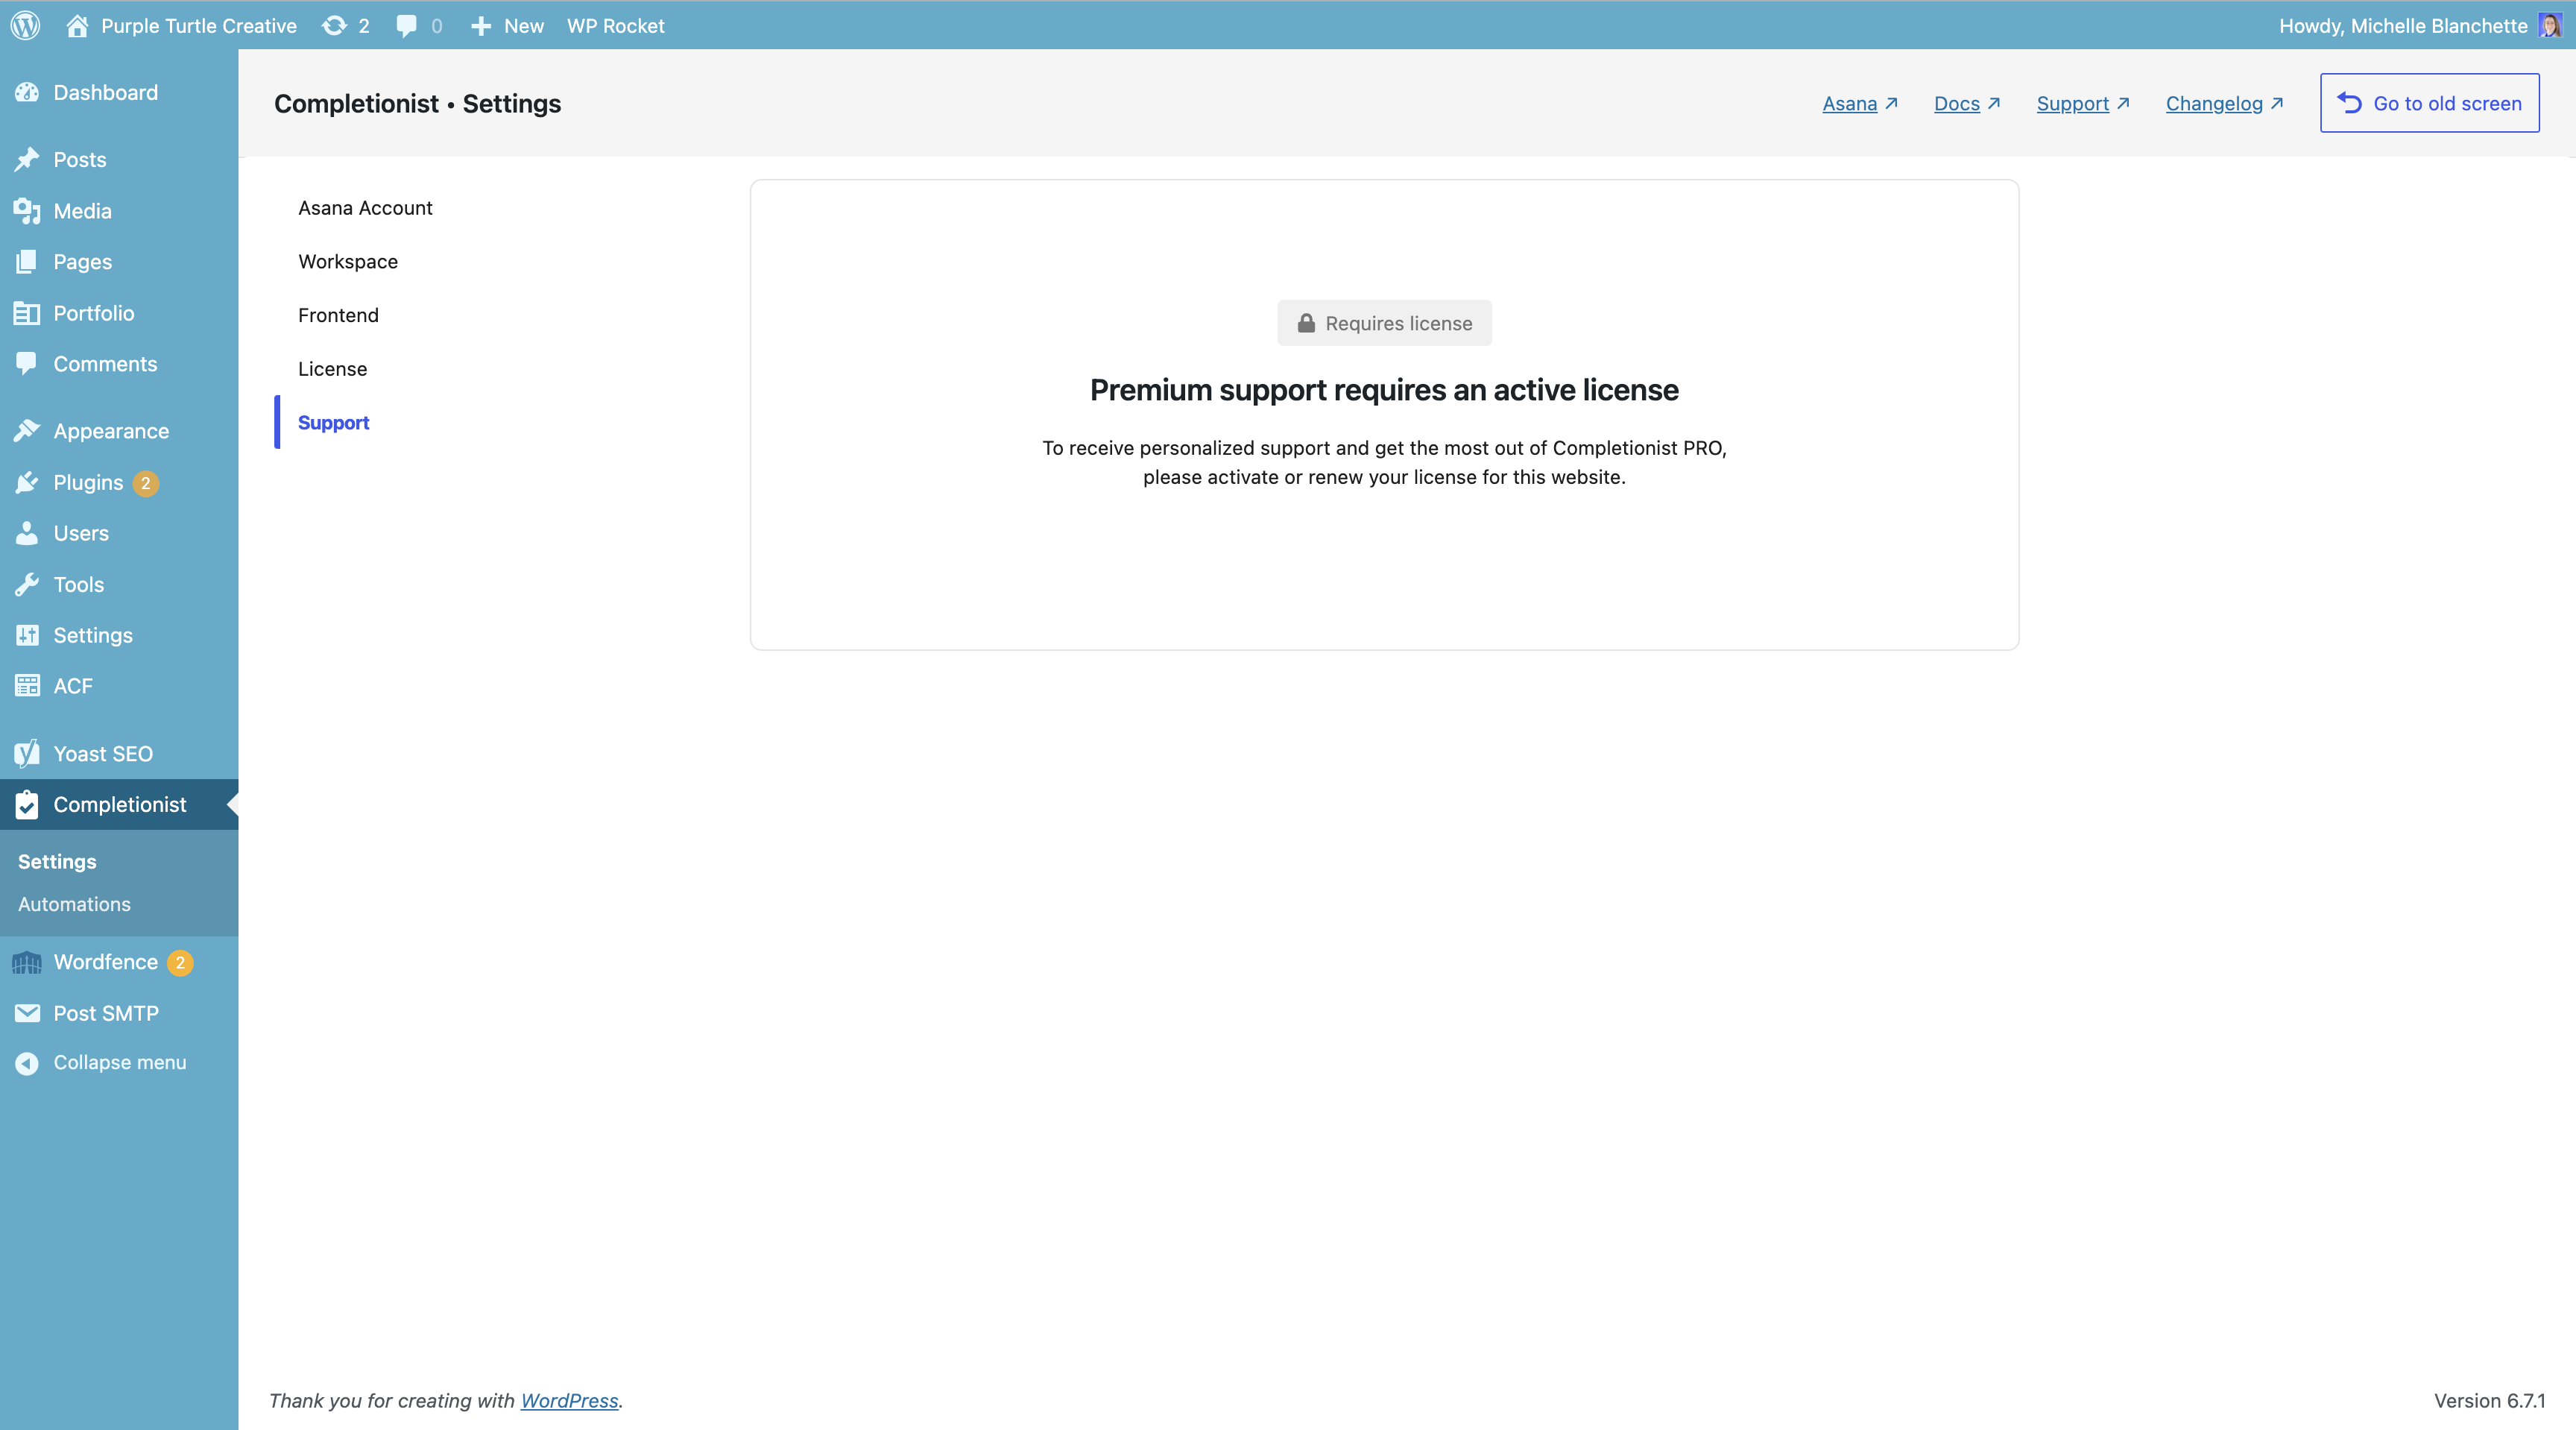 Purple Turtle Creative 2 0 New WP Rocket Howdy, Michelle Blanchette
Dashboard
Posts
Media
Pages
Portfolio
Comments
Appearance
Plugins 2
Users
Tools
Settings
ACF
Yoast SEO
Completionist
Settings
Automations
Wordfence 2
Post SMTP
Collapse menu
Completionist • Settings
Asana ↗ Docs ↗ Support ↗ Changelog ↗ Go to old screen
Asana Account
Workspace
Frontend
License
Support
Requires license
Premium support requires an active license
To receive personalized support and get the most out of Completionist PRO,
please activate or renew your license for this website.
Thank you for creating with WordPress.
Version 6.7.1